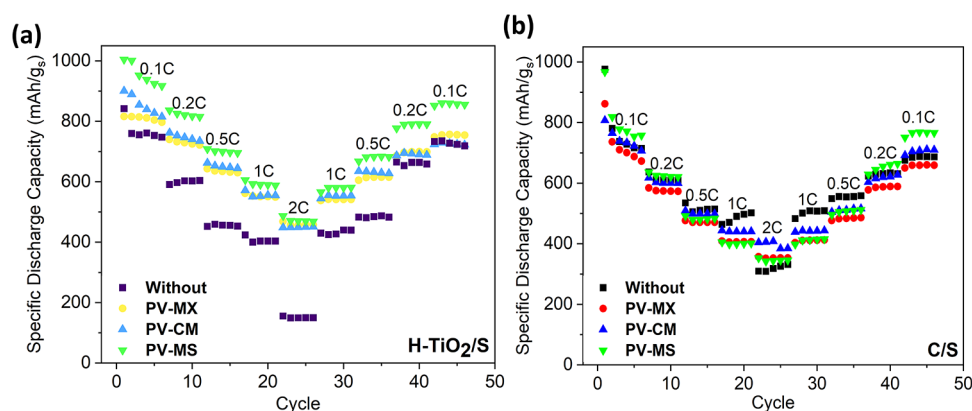 (a)
Specific Discharge Capacity (mAh/gs)
1000
800
600
400
200
0
0.1C
0.2C
0.5C
1C
2C
1C
0.5C
0.2C
0.1C
Without
PV-MX
PV-CM
PV-MS
H-TiO2/S
0 10 20 30 40 50
Cycle
(b)
Specific Discharge Capacity (mAh/gs)
1000
800
600
400
200
0
0.1C
0.2C
0.5C
1C
2C
1C
0.5C
0.2C
0.1C
Without
PV-MX
PV-CM
PV-MS
C/S
0 10 20 30 40 50
Cycle